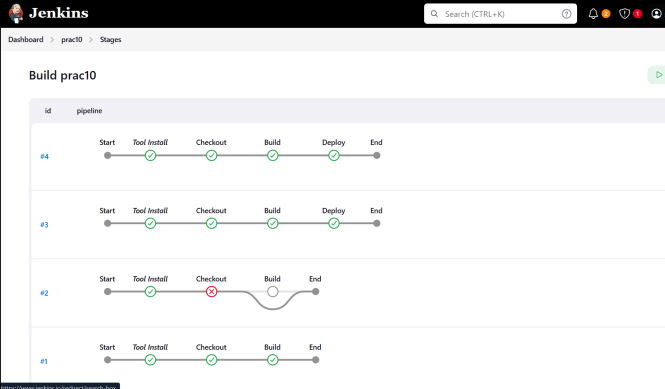 Jenkins
Search (CTRL+K)
2
1
Dashboard > prac10 > Stages
Build prac10
id pipeline
Start Tool Install Checkout Build Deploy End
#4
Start Tool Install Checkout Build Deploy End
#3
Start Tool Install Checkout Build End
#2
Start Tool Install Checkout Build End
#1
https://www.jenkins.io/redirect/search-box